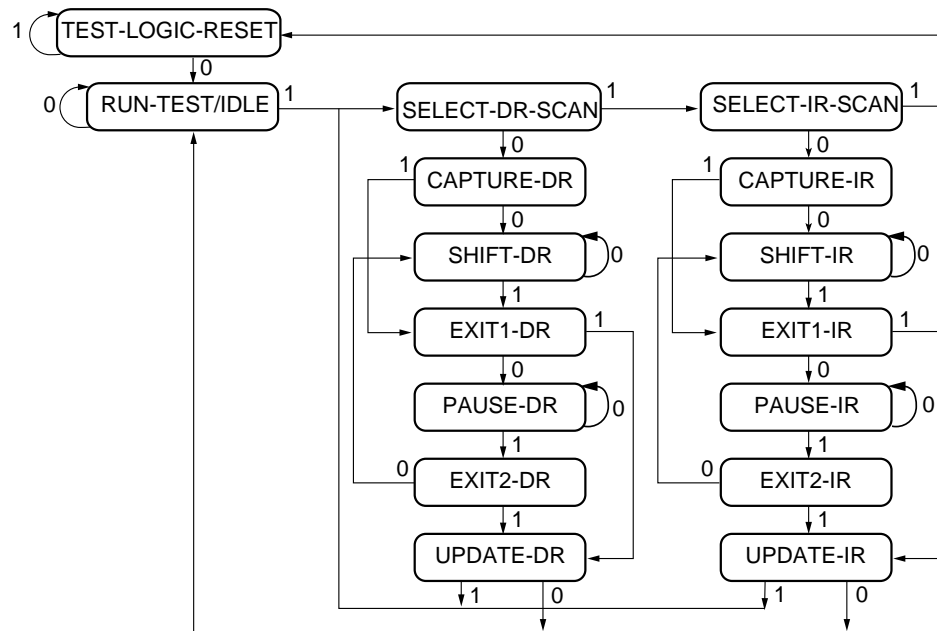 1 TEST-LOGIC-RESET
0
0 RUN-TEST/IDLE 1 SELECT-DR-SCAN 1 SELECT-IR-SCAN 1
0 0
1 CAPTURE-DR 1 CAPTURE-IR
0 0
SHIFT-DR 0 SHIFT-IR 0
1 1
EXIT1-DR 1 EXIT1-IR 1
0 0
PAUSE-DR 0 PAUSE-IR 0
1 1
0 EXIT2-DR 0 EXIT2-IR
1 1
UPDATE-DR UPDATE-IR
1 0 1 0